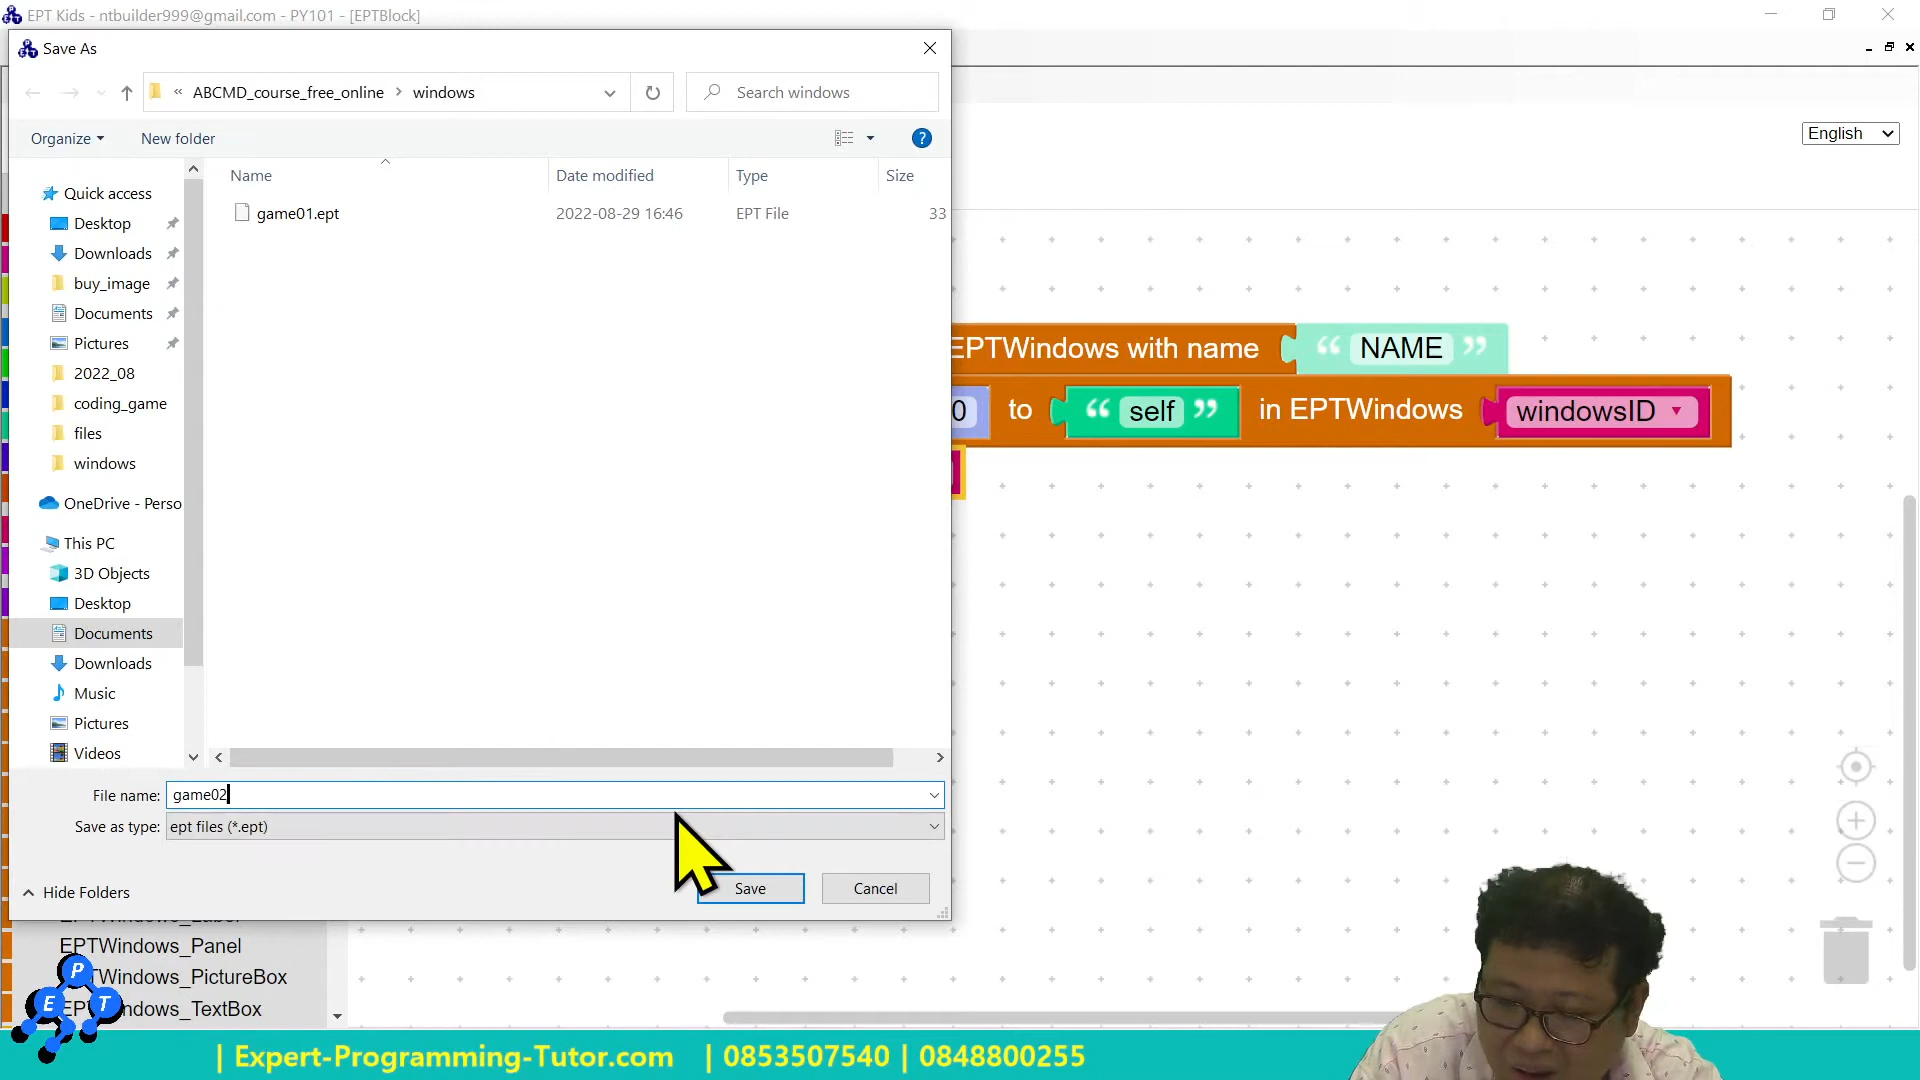 EPT Kids - ntbuilder999@gmail.com - PY101 - [EPTBlock]
Save As
« ABCMD_course_free_online > windows
Search windows
Organize
New folder
?
English
Name
Date modified
Type
Size
game01.ept
2022-08-29 16:46
EPT File
33
Quick access
Desktop
Downloads
buy_image
Documents
Pictures
2022_08
coding_game
files
windows
OneDrive - Perso
This PC
3D Objects
Desktop
Documents
Downloads
Music
Pictures
Videos
EPTWindows with name “ NAME ”
0 to “ self ” in EPTWindows windowsID
File name: game02
Save as type: ept files (*.ept)
Hide Folders
Save
Cancel
EPTWindows_Panel
TWindows_PictureBox
EPT ndows_TextBox
P
E T
| Expert-Programming-Tutor.com | 0853507540 | 0848800255